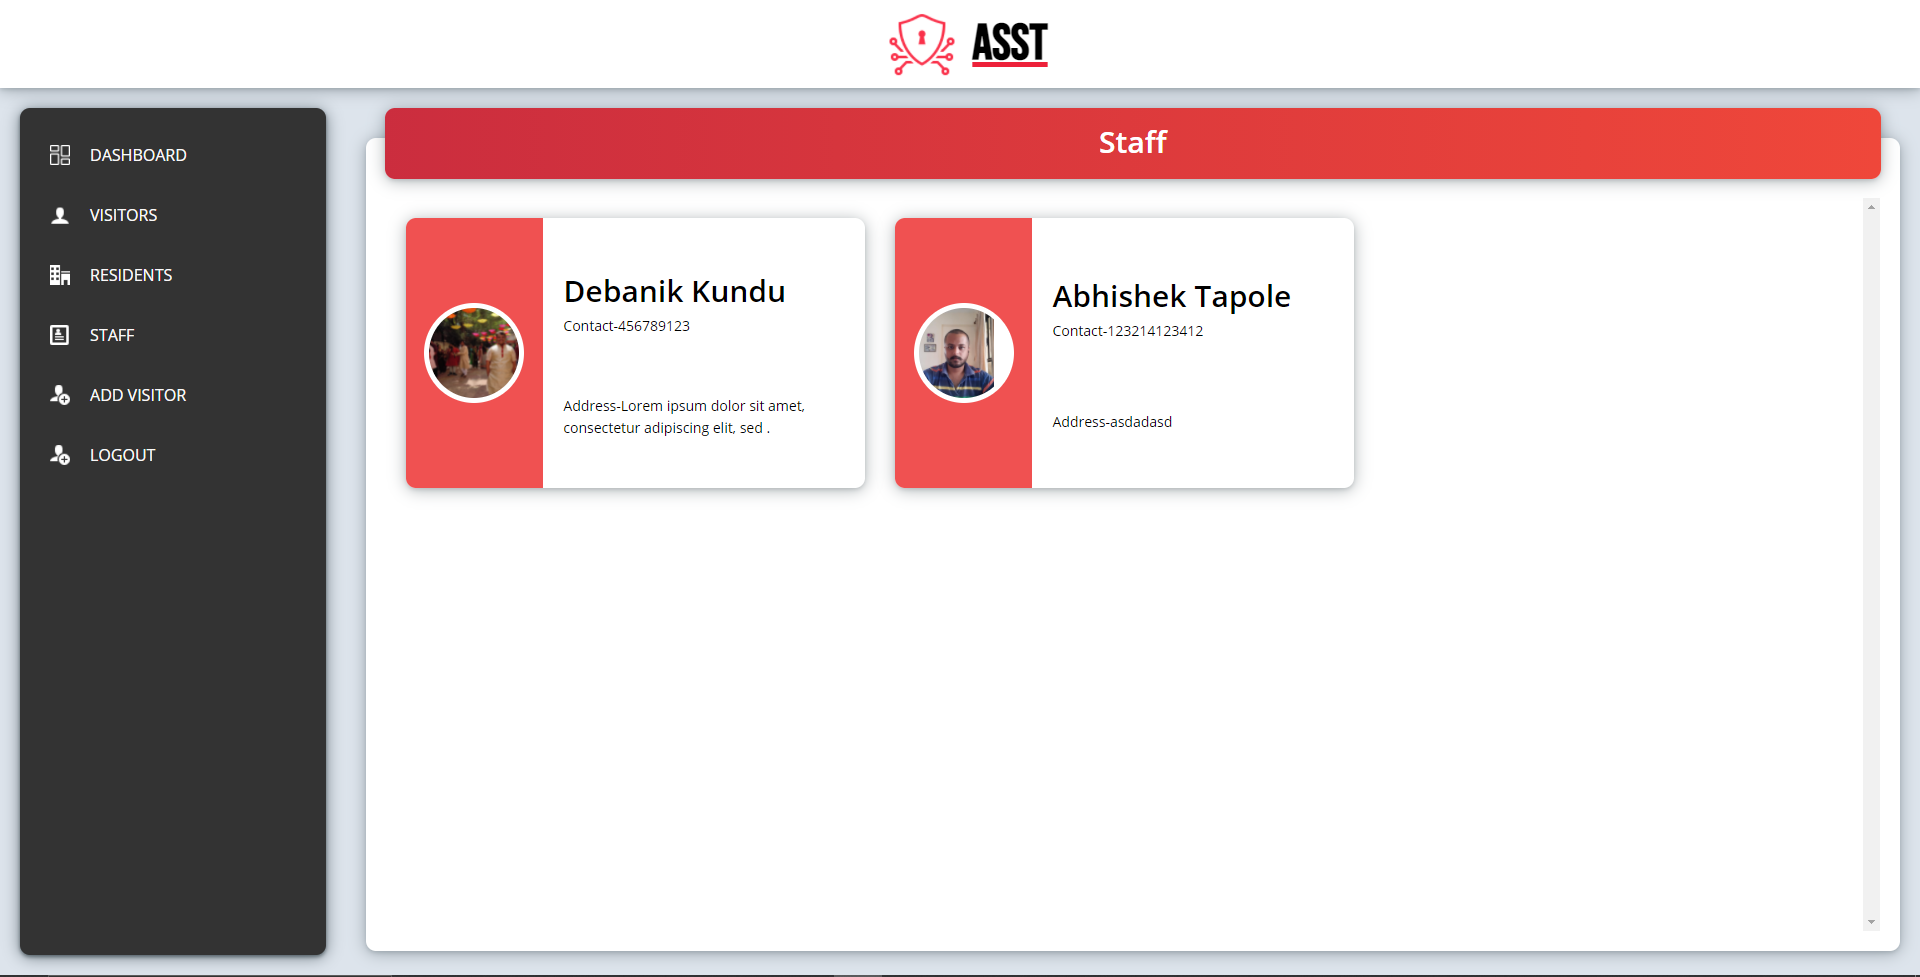 ASST
DASHBOARD
VISITORS
RESIDENTS
STAFF
ADD VISITOR
LOGOUT
Staff
Debanik Kundu
Contact-456789123
Address-Lorem ipsum dolor sit amet,
consectetur adipiscing elit, sed .
Abhishek Tapole
Contact-123214123412
Address-asdadasd